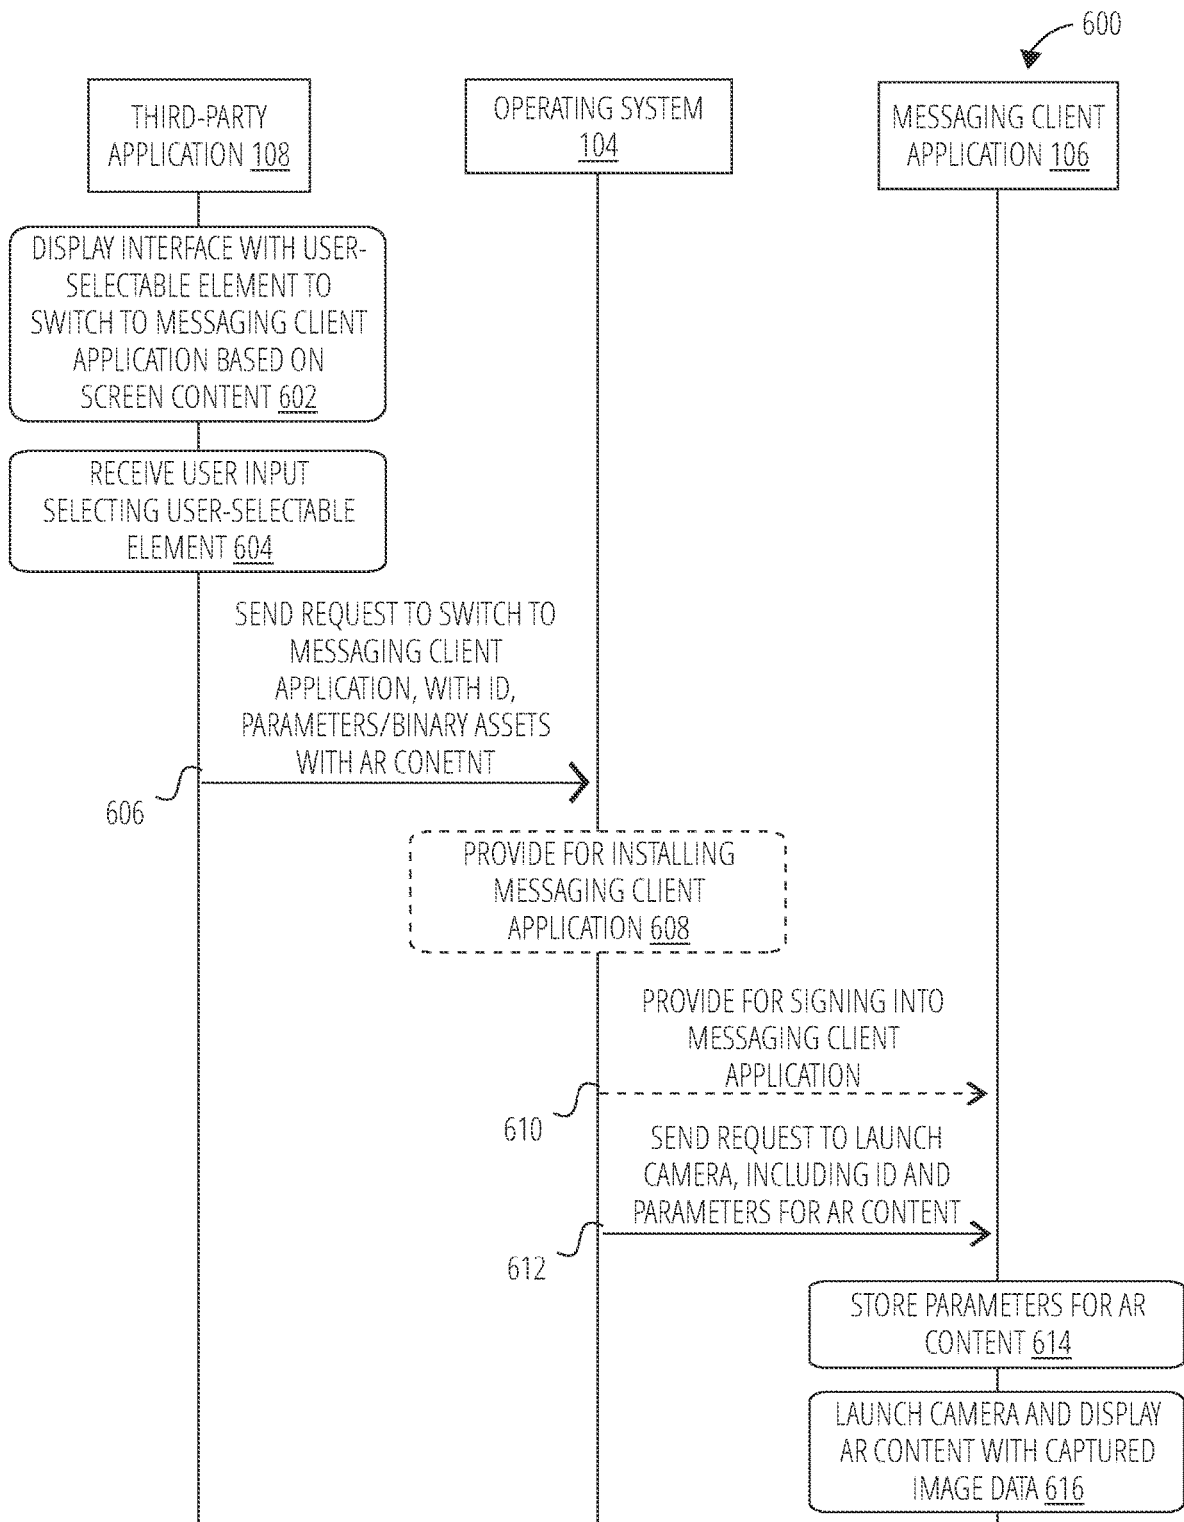 600
THIRD-PARTY
APPLICATION 108
OPERATING SYSTEM
104
MESSAGING CLIENT
APPLICATION 106
DISPLAY INTERFACE WITH USER-
SELECTABLE ELEMENT TO
SWITCH TO MESSAGING CLIENT
APPLICATION BASED ON
SCREEN CONTENT 602
RECEIVE USER INPUT
SELECTING USER-SELECTABLE
ELEMENT 604
SEND REQUEST TO SWITCH TO
MESSAGING CLIENT
APPLICATION, WITH ID,
PARAMETERS/BINARY ASSETS
WITH AR CONETNT
606
PROVIDE FOR INSTALLING
MESSAGING CLIENT
APPLICATION 608
PROVIDE FOR SIGNING INTO
MESSAGING CLIENT
APPLICATION
610
SEND REQUEST TO LAUNCH
CAMERA, INCLUDING ID AND
PARAMETERS FOR AR CONTENT
612
STORE PARAMETERS FOR AR
CONTENT 614
LAUNCH CAMERA AND DISPLAY
AR CONTENT WITH CAPTURED
IMAGE DATA 616